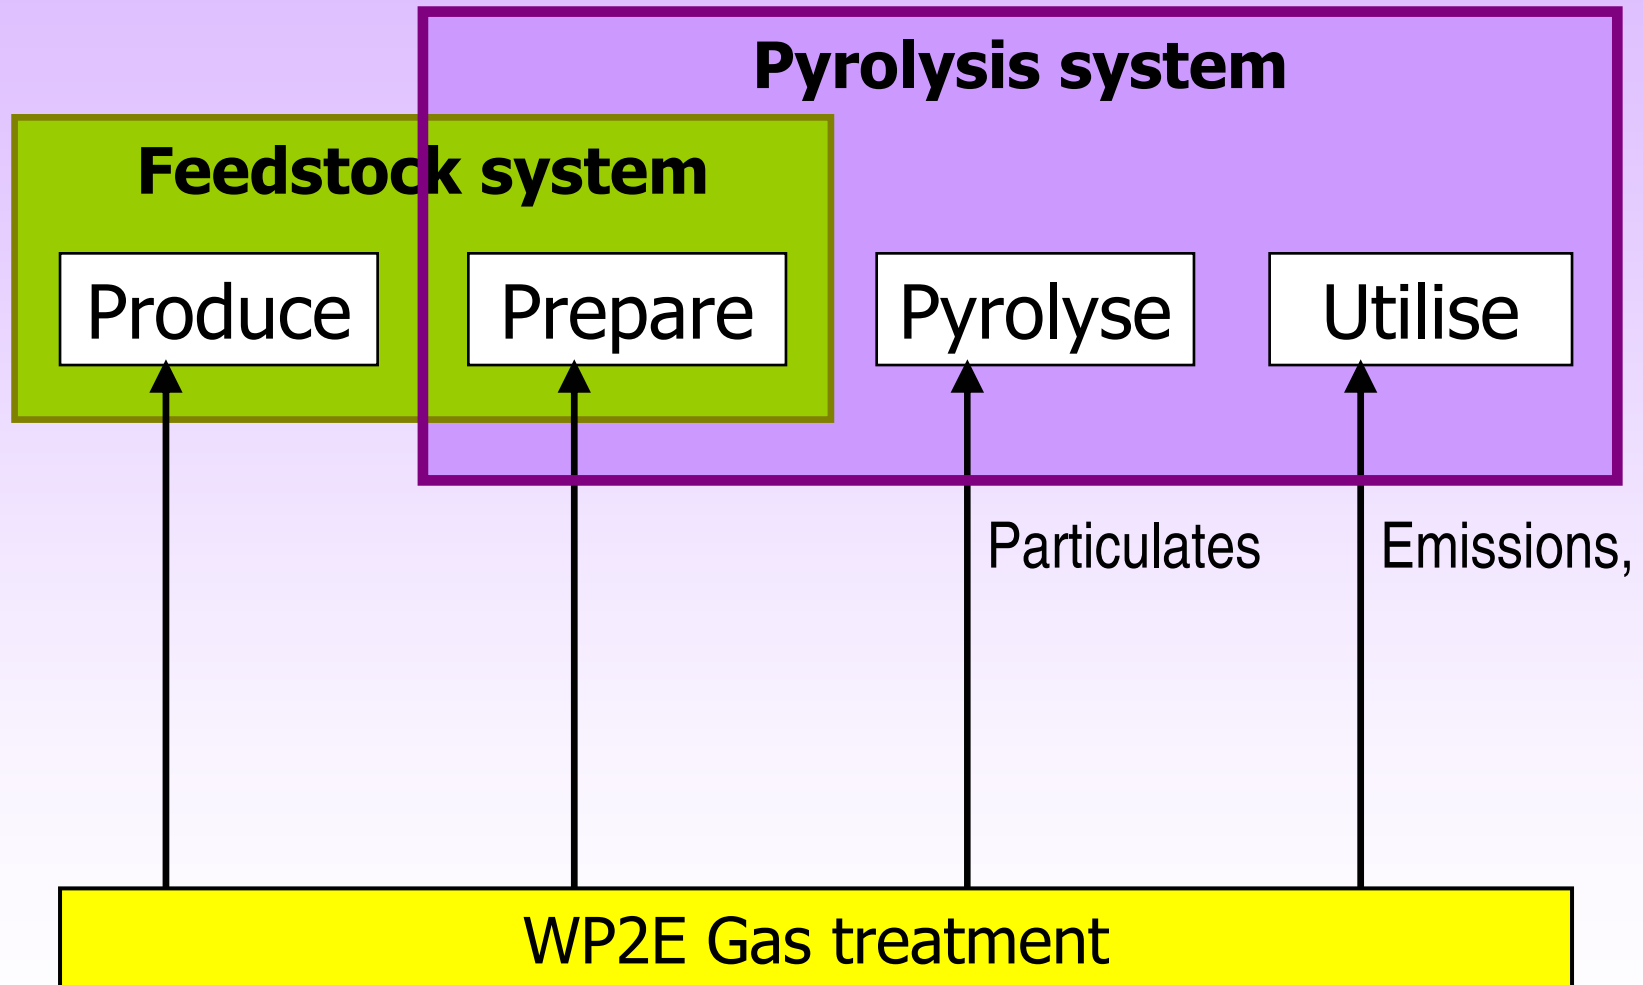 Pyrolysis system
Feedstock system
Produce
Prepare
Pyrolyse
Utilise
Particulates
Emissions,
WP2E Gas treatment